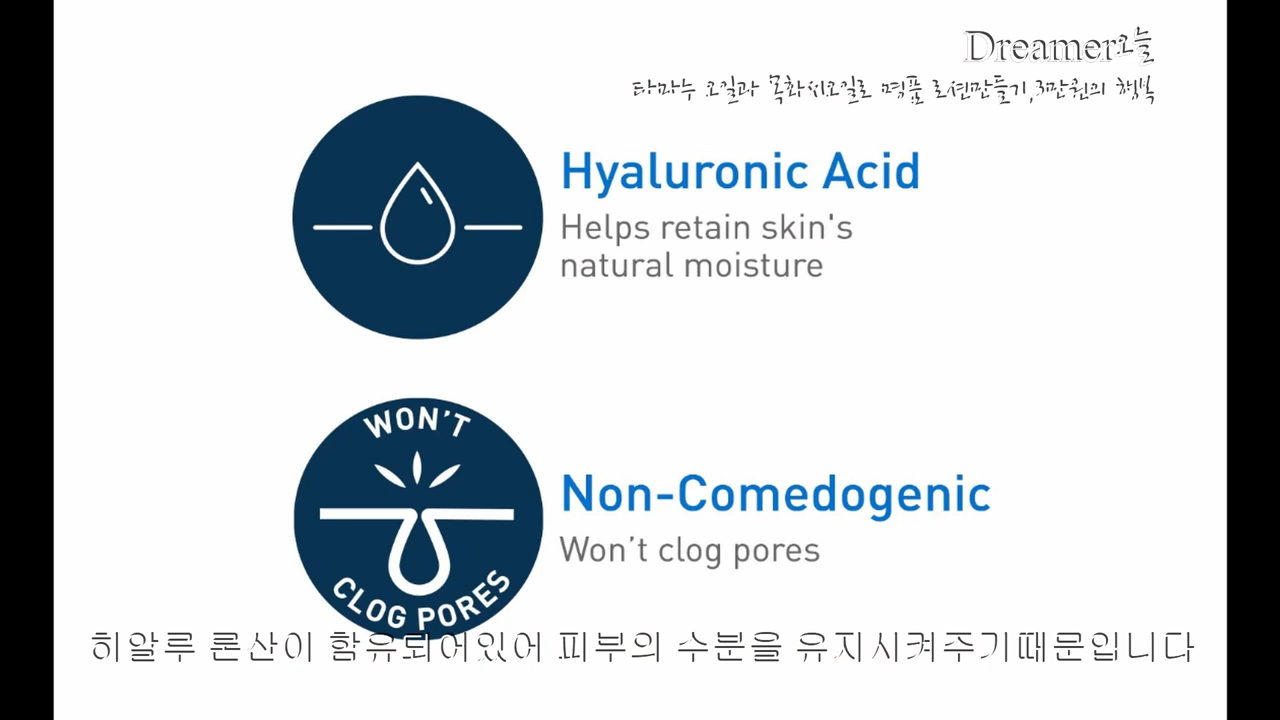 Dreamer오늘
타마누 오일과 목화씨오일로 명품 로션만들기,3만원의 행복
Hyaluronic Acid
Helps retain skin's
natural moisture
WON'T
CLOG PORES
Non-Comedogenic
Won't clog pores
히알루 론산이 함유되어있어 피부의 수분을 유지시켜주기때문입니다